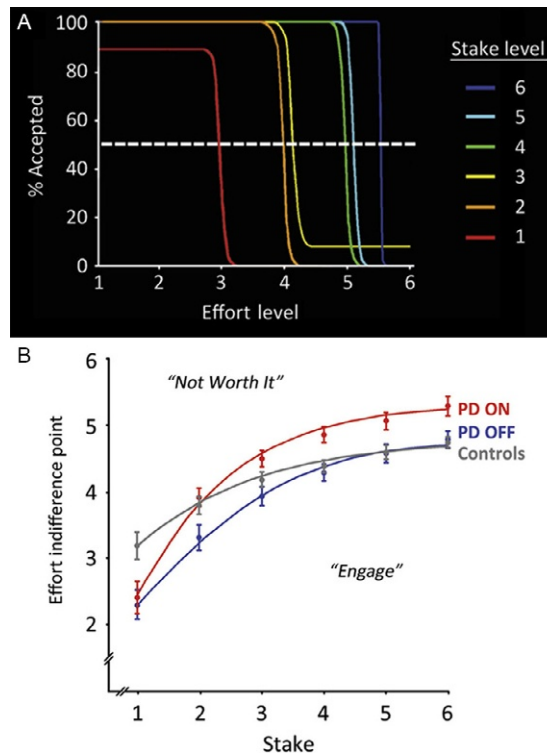 A
% Accepted
100
80
60
40
20
0
1
3
4
5
6
Effort level
Stake level
6
5
4
3
2
1
B
Effort indifference point
6
5
4
3
2
"Not Worth It"
PD ON
PD OFF
Controls
"Engage"
1
2
3
4
5
6
Stake